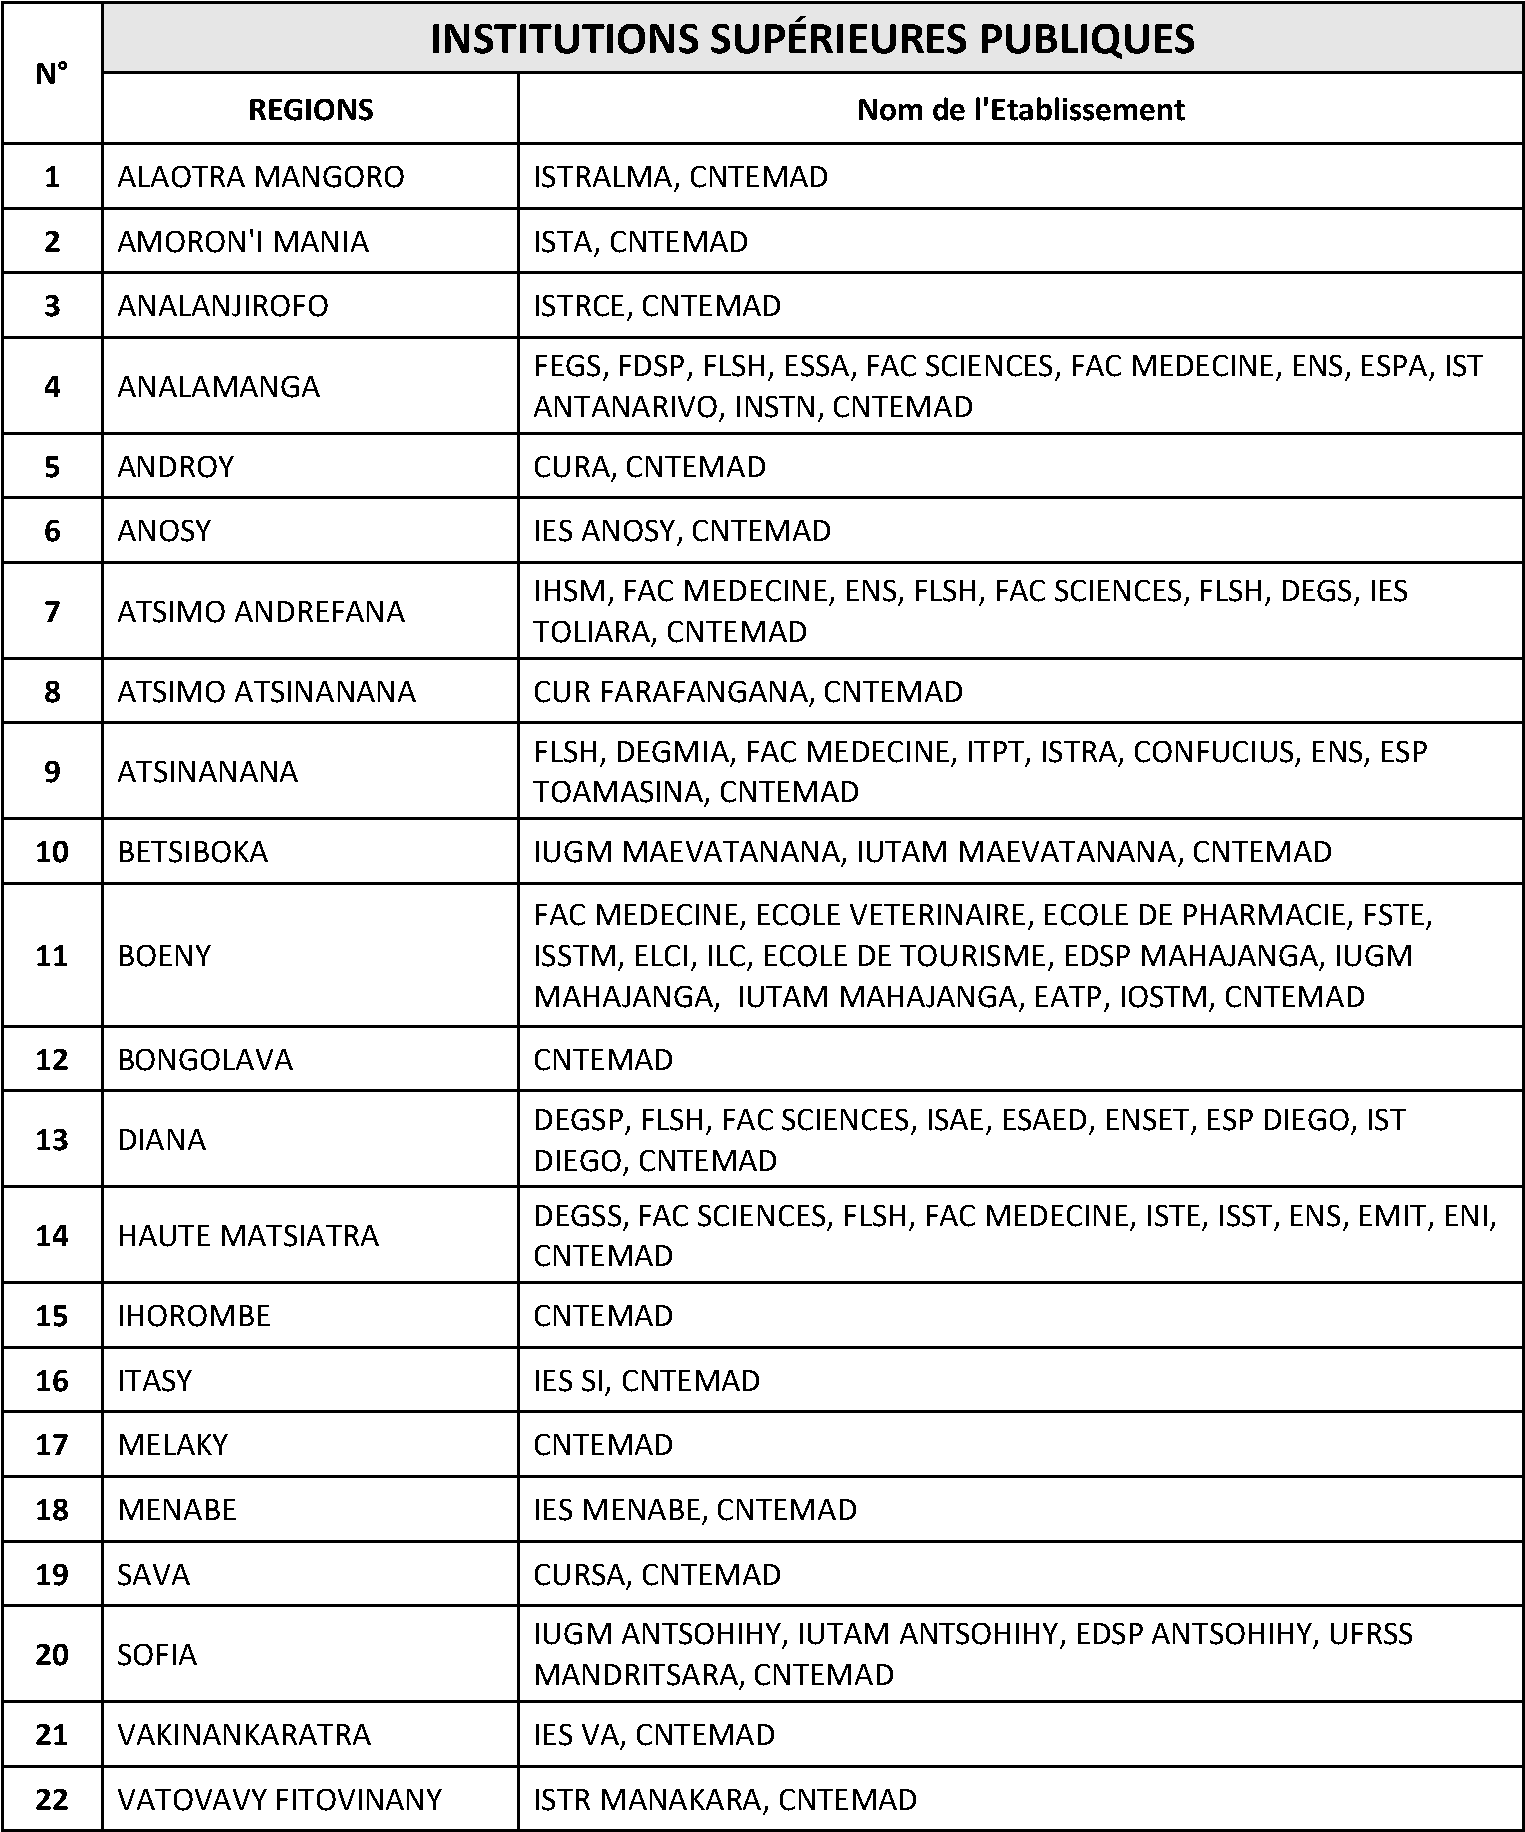 N°
INSTITUTIONS SUPÉRIEURES PUBLIQUES
REGIONS
Nom de l'Etablissement
1 ALAOTRA MANGORO ISTRALMA, CNTEMAD
2 AMORON'I MANIA ISTA, CNTEMAD
3 ANALANJIROFO ISTRCE, CNTEMAD
4 ANALAMANGA FEGS, FDSP, FLSH, ESSA, FAC SCIENCES, FAC MEDECINE, ENS, ESPA, IST
ANTANARIVO, INSTN, CNTEMAD
5 ANDROY CURA, CNTEMAD
6 ANOSY IES ANOSY, CNTEMAD
7 ATSIMO ANDREFANA IHSM, FAC MEDECINE, ENS, FLSH, FAC SCIENCES, FLSH, DEGS, IES
TOLIARA, CNTEMAD
8 ATSIMO ATSINANANA CUR FARAFANGANA, CNTEMAD
9 ATSINANANA FLSH, DEGMIA, FAC MEDECINE, ITPT, ISTRA, CONFUCIUS, ENS, ESP
TOAMASINA, CNTEMAD
10 BETSIBOKA IUGM MAEVATANANA, IUTAM MAEVATANANA, CNTEMAD
11 BOENY FAC MEDECINE, ECOLE VETERINAIRE, ECOLE DE PHARMACIE, FSTE,
ISSTM, ELCI, ILC, ECOLE DE TOURISME, EDSP MAHAJANGA, IUGM
MAHAJANGA, IUTAM MAHAJANGA, EATP, IOSTM, CNTEMAD
12 BONGOLAVA CNTEMAD
13 DIANA DEGSP, FLSH, FAC SCIENCES, ISAE, ESAED, ENSET, ESP DIEGO, IST
DIEGO, CNTEMAD
14 HAUTE MATSIATRA DEGSS, FAC SCIENCES, FLSH, FAC MEDECINE, ISTE, ISST, ENS, EMIT, ENI,
CNTEMAD
15 IHOROMBE CNTEMAD
16 ITASY IES SI, CNTEMAD
17 MELAKY CNTEMAD
18 MENABE IES MENABE, CNTEMAD
19 SAVA CURSA, CNTEMAD
20 SOFIA IUGM ANTSOHIHY, IUTAM ANTSOHIHY, EDSP ANTSOHIHY, UFRSS
MANDRITSARA, CNTEMAD
21 VAKINANKARATRA IES VA, CNTEMAD
22 VATOVAVY FITOVINANY ISTR MANAKARA, CNTEMAD